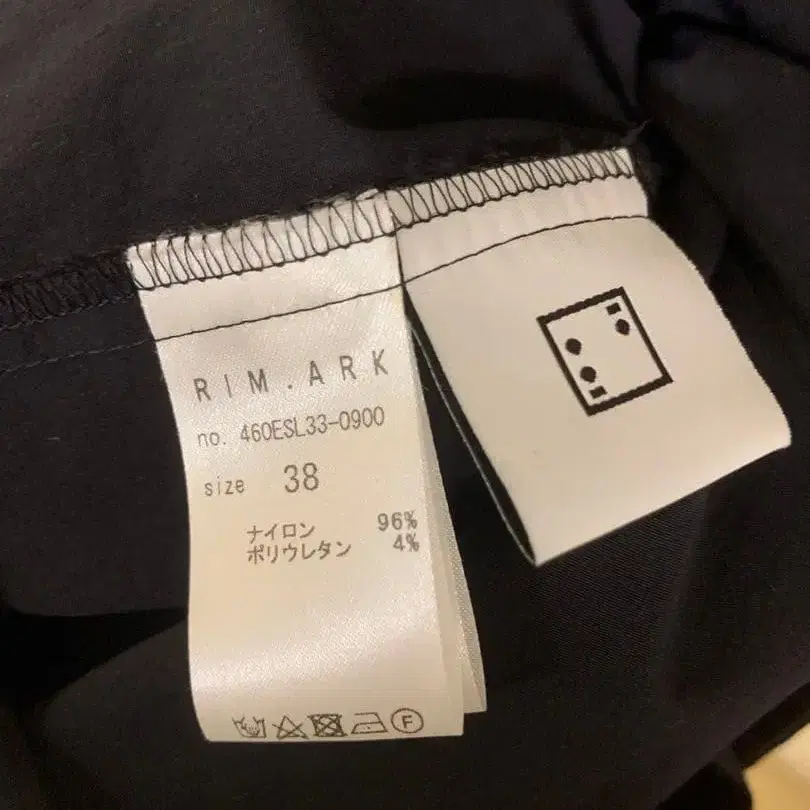 RIM.ARK
no. 460ESL33-0900
size 38
ナイロン 96%
ポリウレタン 4%
F